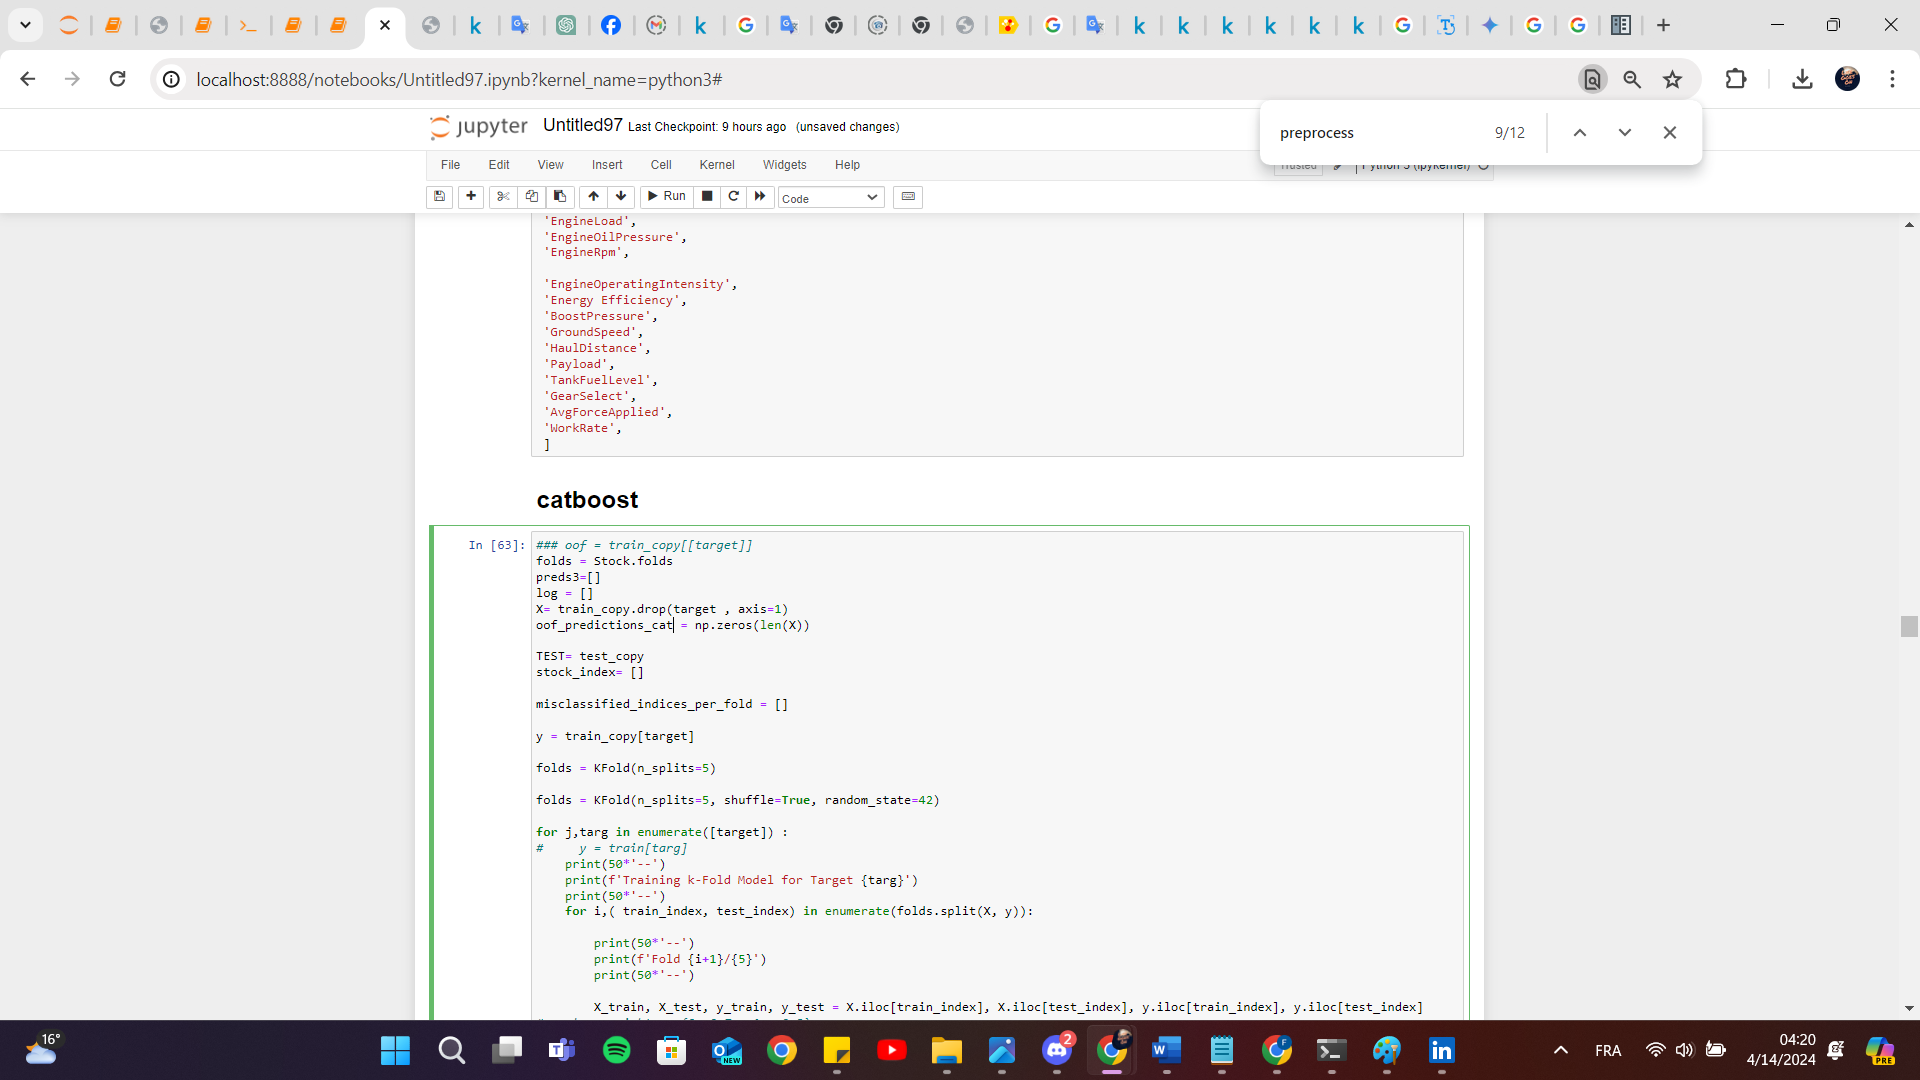 localhost:8888/notebooks/Untitled97.ipynb?kernel_name=python3#
preprocess 9/12
jupyter Untitled97 Last Checkpoint: 9 hours ago (unsaved changes)
File Edit View Insert Cell Kernel Widgets Help
Trusted Python 3 (ipykernel)
Run Code
'EngineLoad',
'EngineOilPressure',
'EngineRpm',
'EngineOperatingIntensity',
'Energy Efficiency',
'BoostPressure',
'GroundSpeed',
'HaulDistance',
'Payload',
'TankFuelLevel',
'GearSelect',
'AvgForceApplied',
'WorkRate',
]
catboost
In [63]: ### oof = train_copy[[target]]
folds = Stock.folds
preds3=[]
log = []
X= train_copy.drop(target , axis=1)
oof_predictions_cat = np.zeros(len(X))
TEST= test_copy
stock_index= []
misclassified_indices_per_fold = []
y = train_copy[target]
folds = KFold(n_splits=5)
folds = KFold(n_splits=5, shuffle=True, random_state=42)
for j,targ in enumerate([target]) :
#     y = train[targ]
    print(50*'--')
    print(f'Training k-Fold Model for Target {targ}')
    print(50*'--')
    for i,( train_index, test_index) in enumerate(folds.split(X, y)):
        print(50*'--')
        print(f'Fold {i+1}/{5}')
        print(50*'--')
        X_train, X_test, y_train, y_test = X.iloc[train_index], X.iloc[test_index], y.iloc[train_index], y.iloc[test_index]
16°
NEW
2
W
F
in
FRA
04:20
4/14/2024
PRE